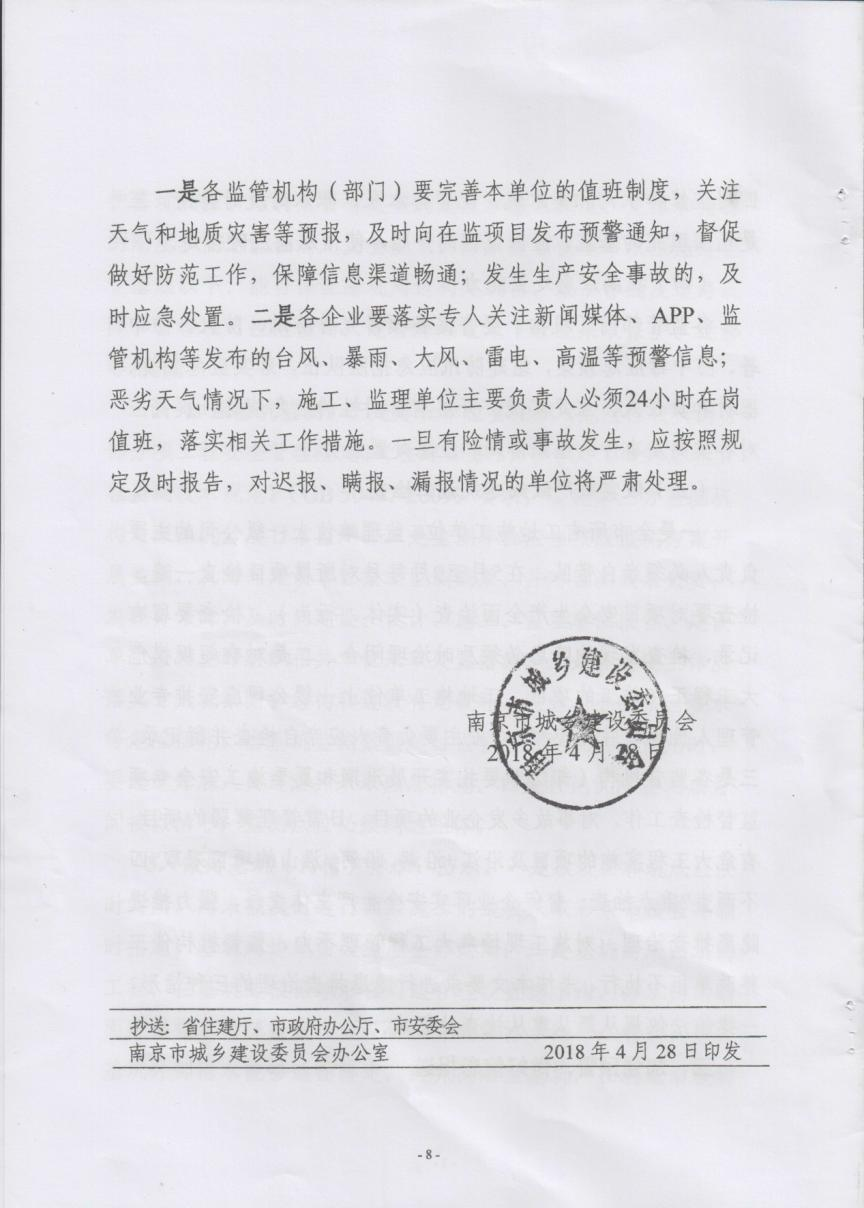 一是各监管机构（部门）要完善本单位的值班制度，关注
天气和地质灾害等预报，及时向在监项目发布预警通知，督促
做好防范工作，保障信息渠道畅通；发生生产安全事故的，及
时应急处置。二是各企业要落实专人关注新闻媒体、APP、监
管机构等发布的台风、暴雨、大风、雷电、高温等预警信息；
恶劣天气情况下，施工、监理单位主要负责人必须24小时在岗
值班，落实相关工作措施。一旦有险情或事故发生，应按照规
定及时报告，对迟报、瞒报、漏报情况的单位将严肃处理。
南京市城乡建设委员会
南京市城乡建设委员会
2018年4月28日
抄送：省住建厅、市政府办公厅、市安委会
南京市城乡建设委员会办公室 2018年4月28日印发
-8-